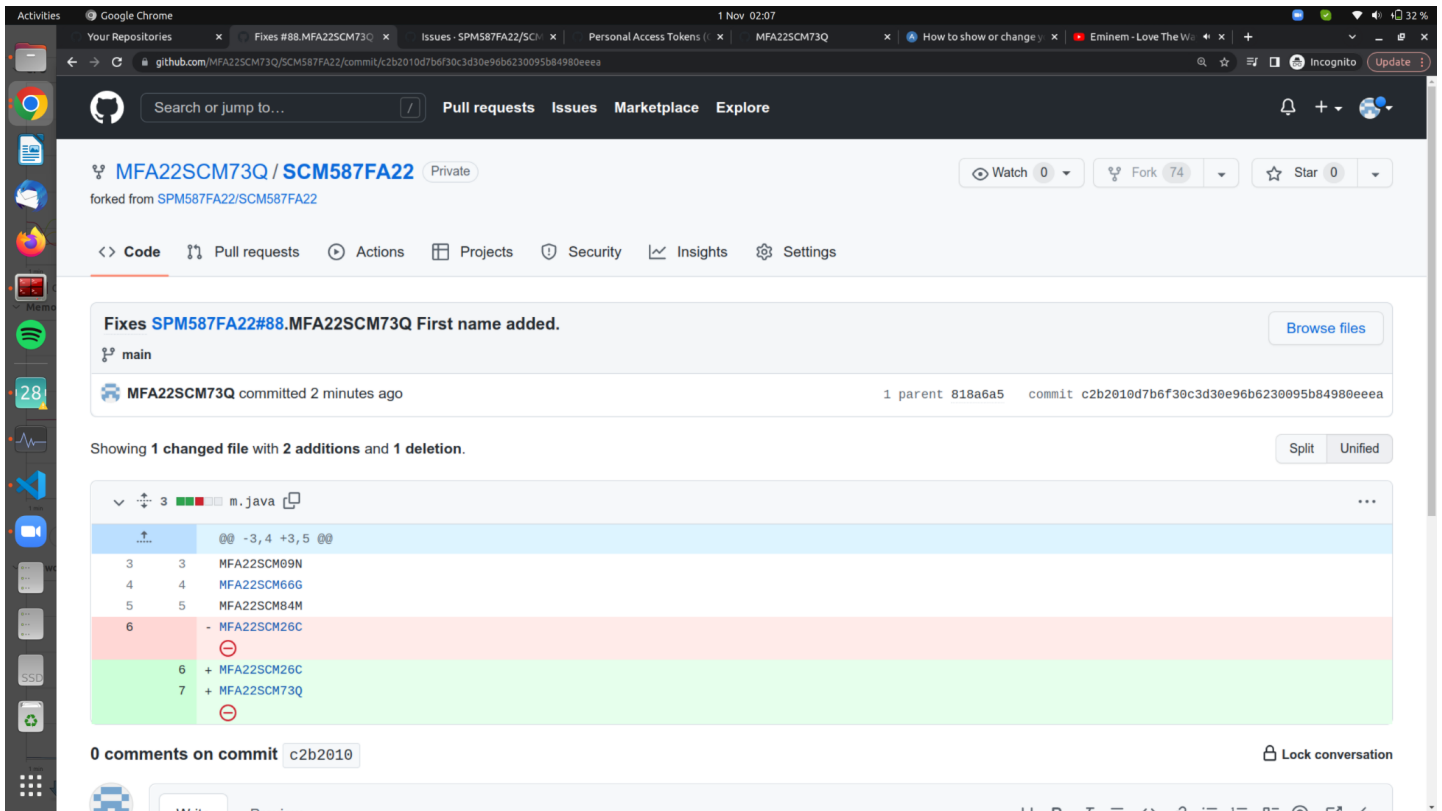 Activities Google Chrome 1 Nov 02:07 32 %
Your Repositories Fixes #88.MFA22SCM73Q Issues · SPM587FA22/SCM Personal Access Tokens (C MFA22SCM73Q How to show or change y Eminem - Love The Wa
github.com/MFA22SCM73Q/SCM587FA22/commit/c2b2010d7b6f30c3d30e96b6230095b84980eeea Incognito Update
Search or jump to... / Pull requests Issues Marketplace Explore
MFA22SCM73Q / SCM587FA22 Private Watch 0 Fork 74 Star 0
forked from SPM587FA22/SCM587FA22
Code Pull requests Actions Projects Security Insights Settings
Fixes SPM587FA22#88.MFA22SCM73Q First name added. Browse files
main
MFA22SCM73Q committed 2 minutes ago 1 parent 818a6a5 commit c2b2010d7b6f30c3d30e96b6230095b84980eeea
Showing 1 changed file with 2 additions and 1 deletion. Split Unified
3 m.java ...
@@ -3,4 +3,5 @@
3 3 MFA22SCM09N
4 4 MFA22SCM66G
5 5 MFA22SCM84M
6 - MFA22SCM26C
6 + MFA22SCM26C
7 + MFA22SCM73Q
0 comments on commit c2b2010 Lock conversation
28
SSD